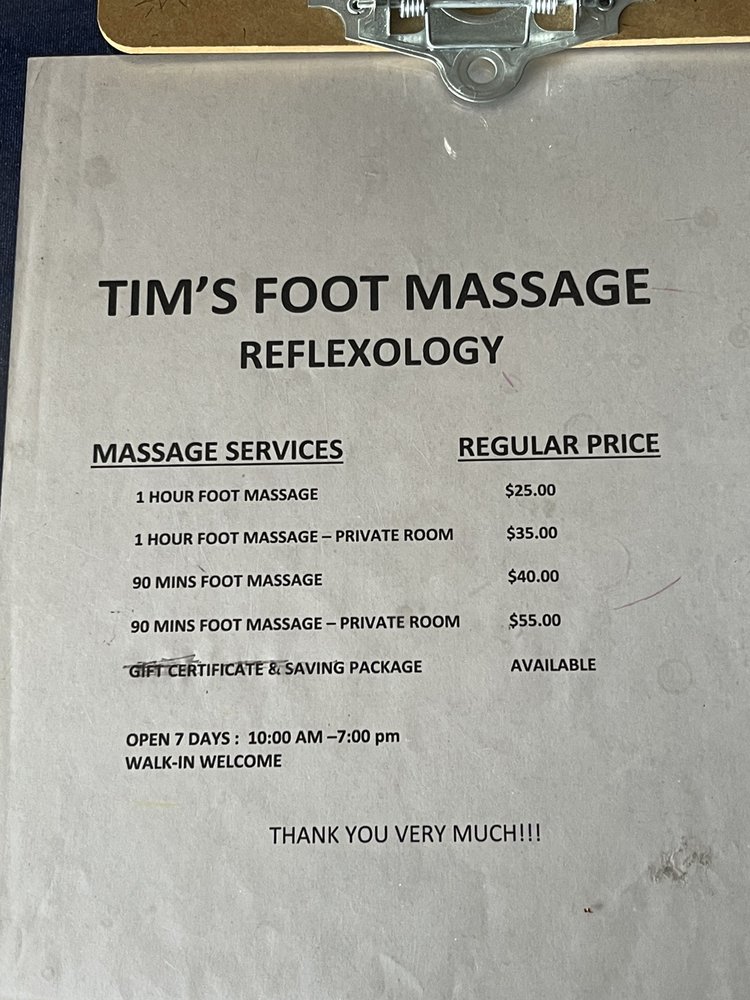 TIM'S FOOT MASSAGE
REFLEXOLOGY
MASSAGE SERVICES REGULAR PRICE
1 HOUR FOOT MASSAGE $25.00
1 HOUR FOOT MASSAGE – PRIVATE ROOM $35.00
90 MINS FOOT MASSAGE $40.00
90 MINS FOOT MASSAGE – PRIVATE ROOM $55.00
GIFT CERTIFICATE & SAVING PACKAGE AVAILABLE
OPEN 7 DAYS : 10:00 AM –7:00 pm
WALK-IN WELCOME
THANK YOU VERY MUCH!!!